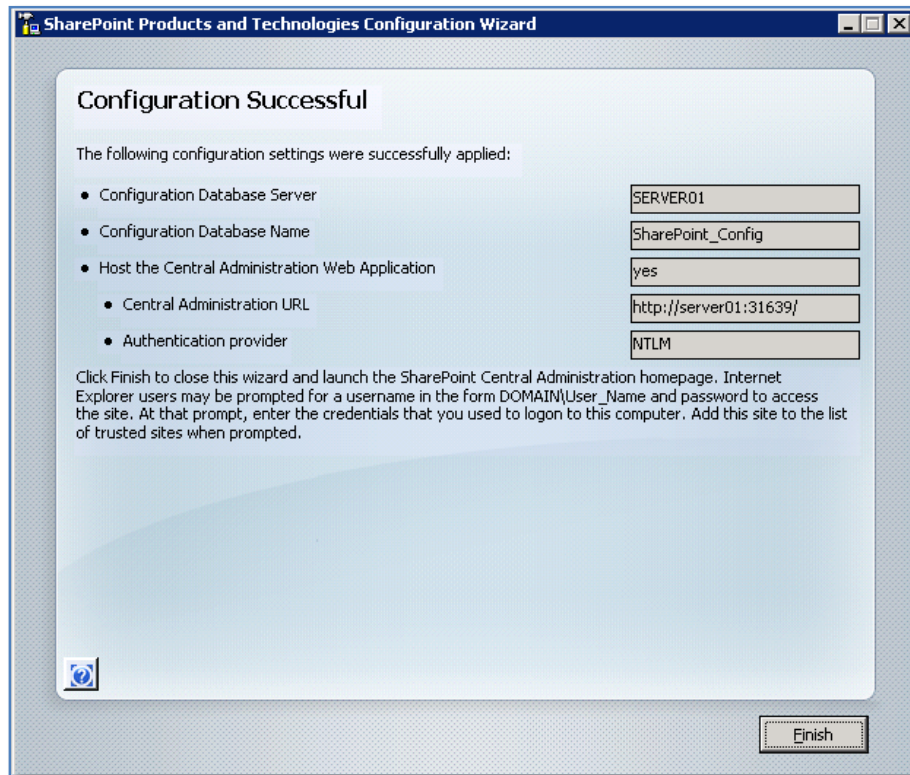 SharePoint Products and Technologies Configuration Wizard
Configuration Successful
The following configuration settings were successfully applied:
Configuration Database Server SERVER01
Configuration Database Name SharePoint_Config
Host the Central Administration Web Application yes
Central Administration URL http://server01:31639/
Authentication provider NTLM
Click Finish to close this wizard and launch the SharePoint Central Administration homepage. Internet
Explorer users may be prompted for a username in the form DOMAIN\User_Name and password to access
the site. At that prompt, enter the credentials that you used to logon to this computer. Add this site to the list
of trusted sites when prompted.
Finish